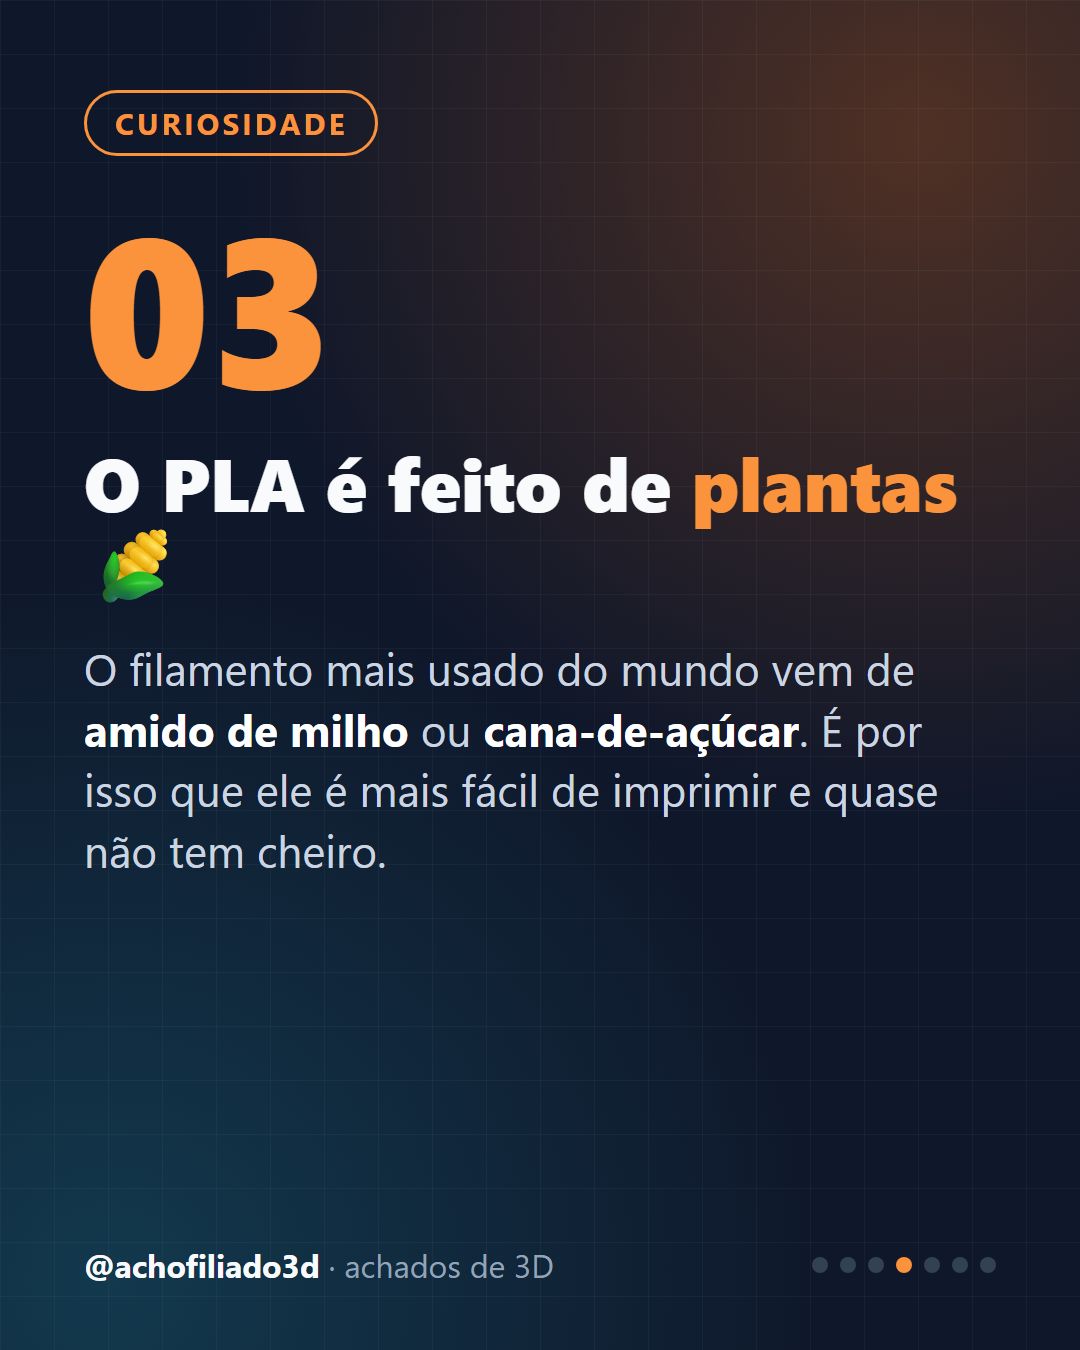 CURIOSIDADE
03
O PLA é feito de plantas
🌽
O filamento mais usado do mundo vem de
amido de milho ou cana-de-açúcar. É por
isso que ele é mais fácil de imprimir e quase
não tem cheiro.
@achofiliado3d · achados de 3D